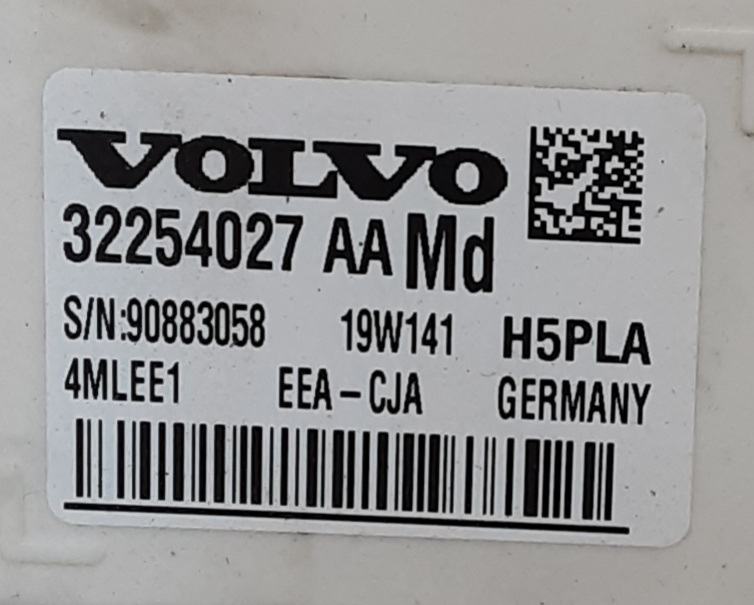 VOLVO
32254027 AA Md
S/N:90883058 19W141 H5PLA
4MLEE1 EEA-CJA GERMANY